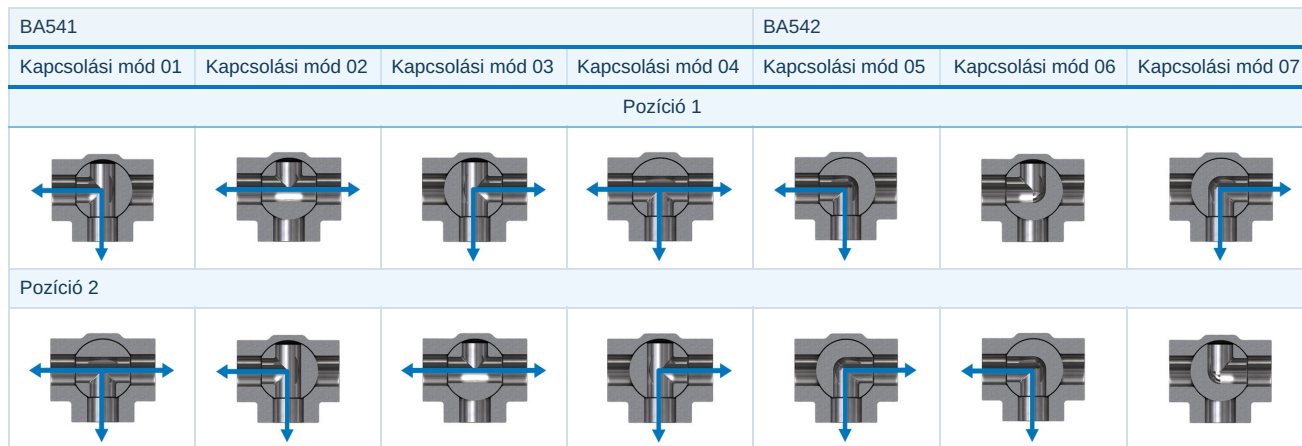 BA541 BA542
Kapcsolási mód 01 Kapcsolási mód 02 Kapcsolási mód 03 Kapcsolási mód 04 Kapcsolási mód 05 Kapcsolási mód 06 Kapcsolási mód 07
Pozíció 1
Pozíció 2